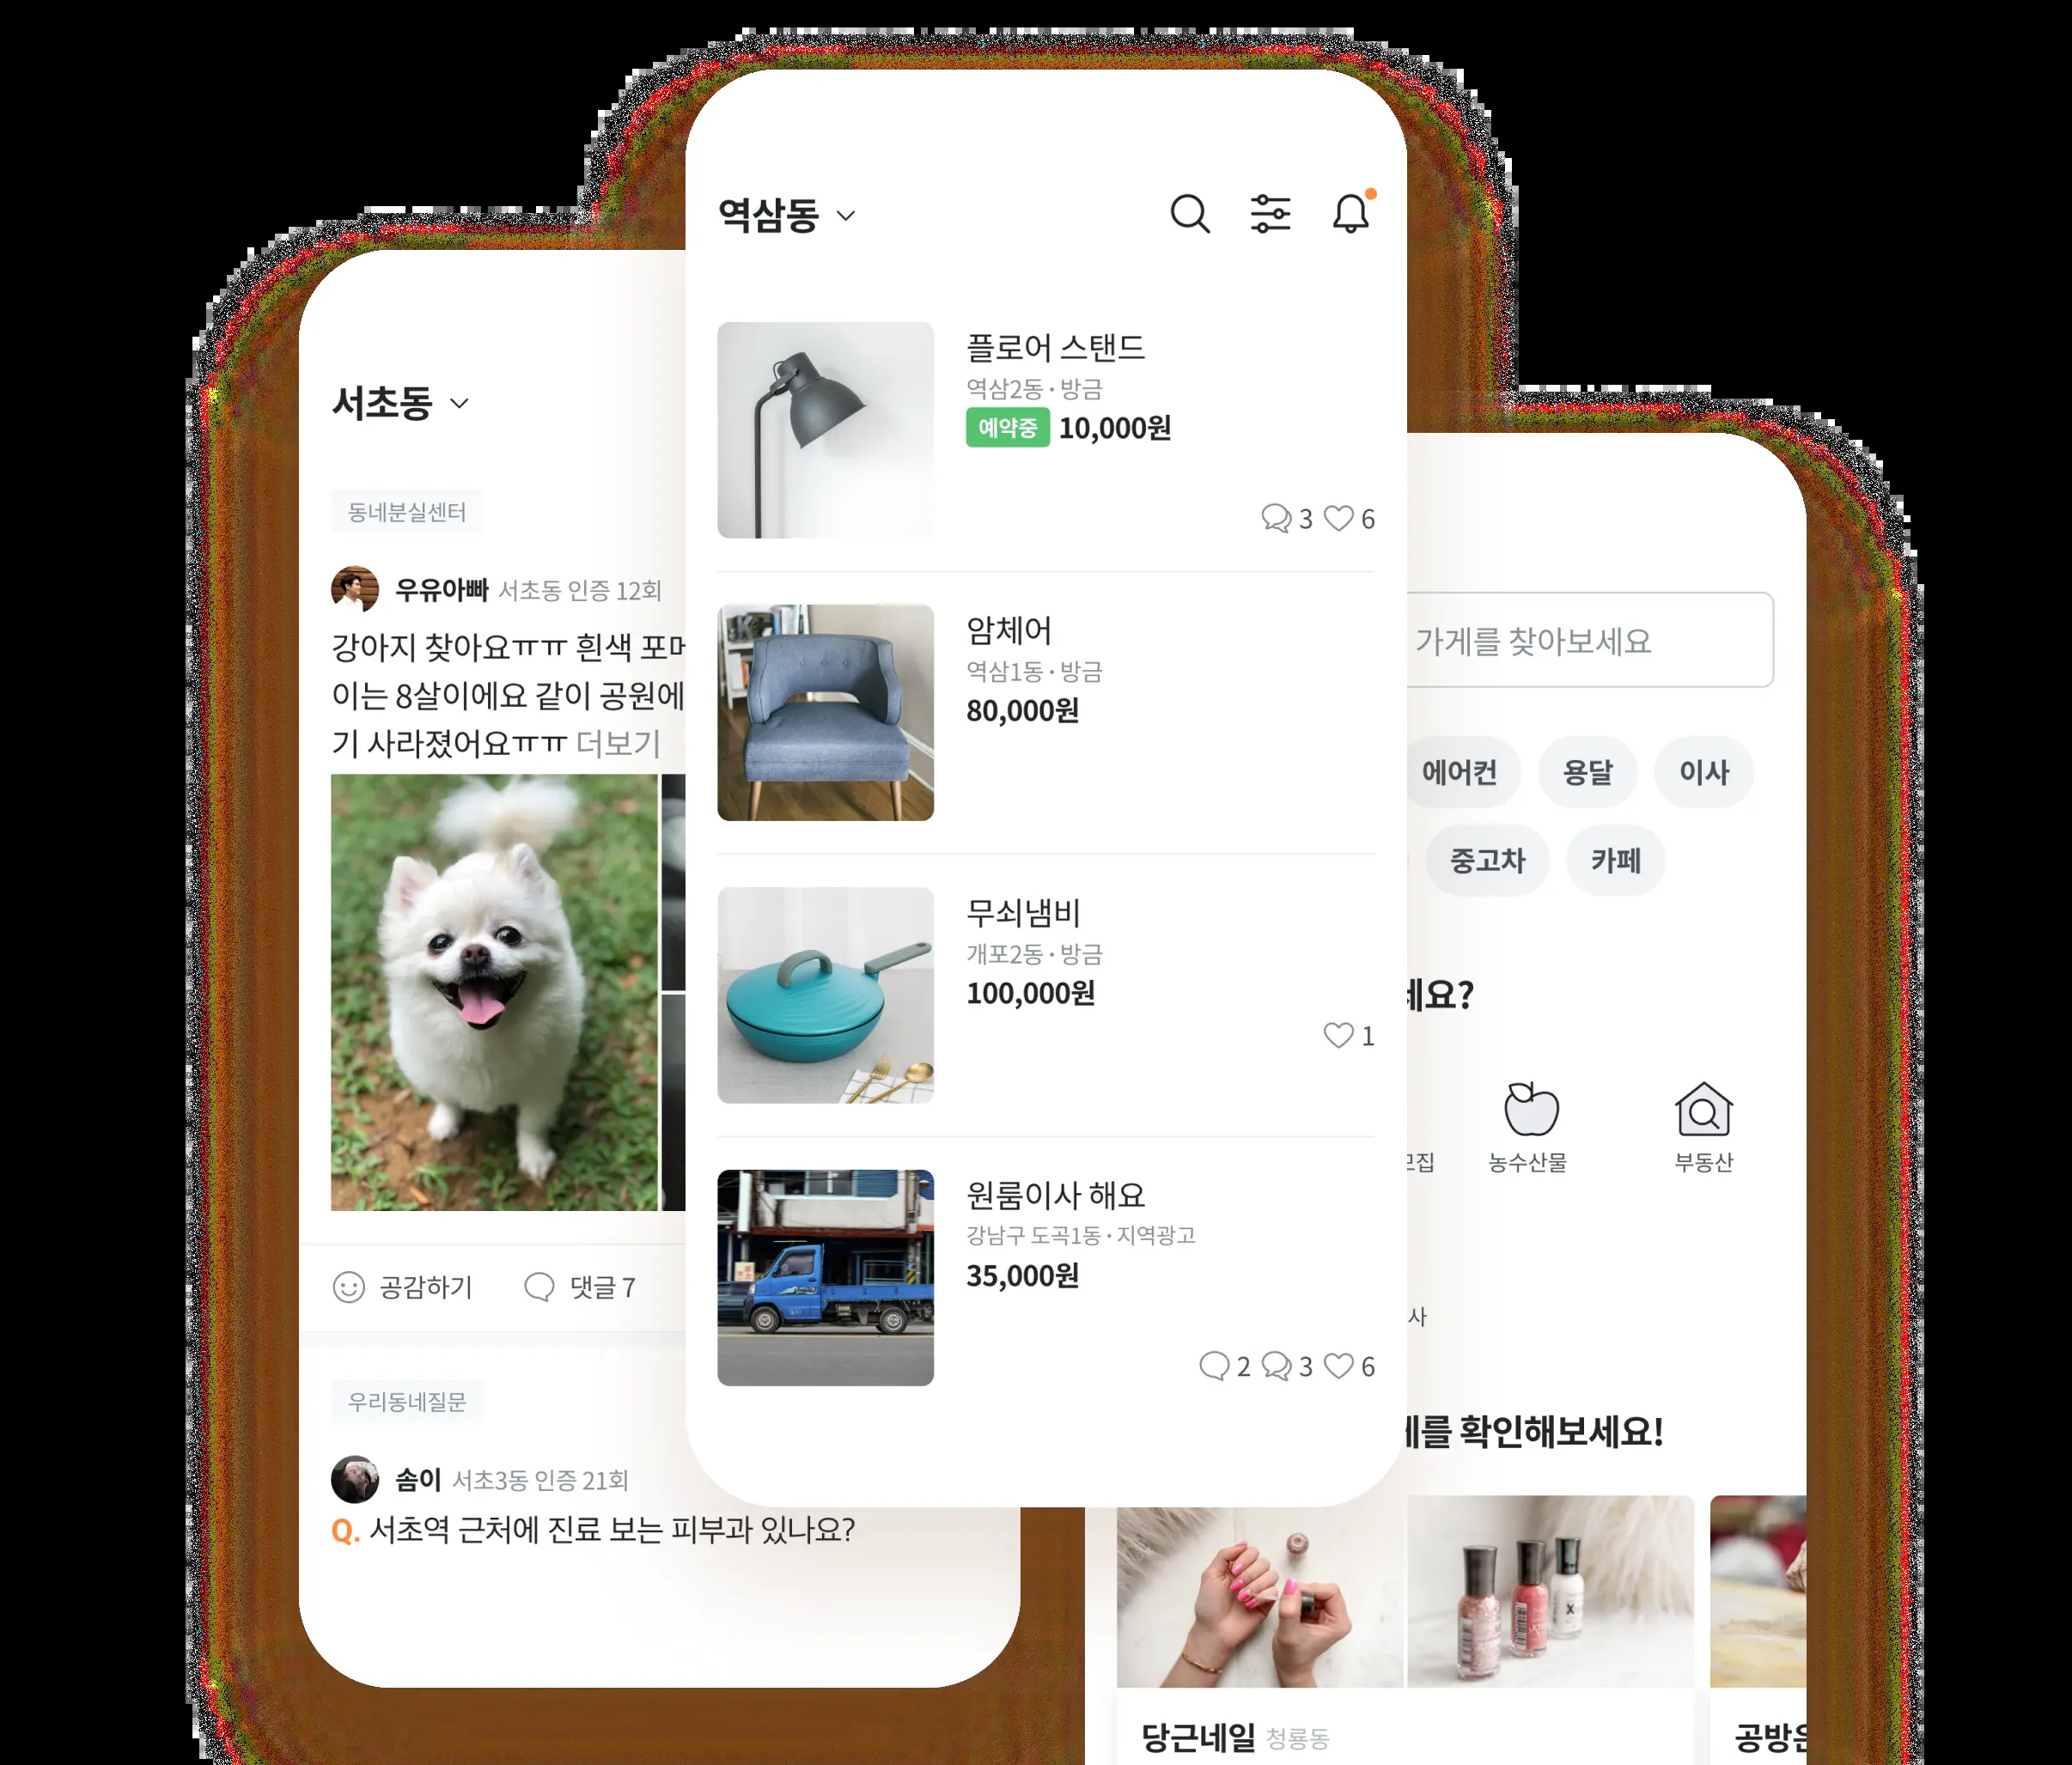 역삼동
플로어 스탠드
역삼2동 · 방금
예약중 10,000원
3 6
암체어
역삼1동 · 방금
80,000원
무쇠냄비
개포2동 · 방금
100,000원
1
원룸이사 해요
강남구 도곡1동 · 지역광고
35,000원
2 3 6
서초동
동네분실센터
우유아빠 서초동 인증 12회
강아지 찾아요ㅠㅠ 흰색
이는 8살이에요 같이 공원에
기 사라졌어요ㅠㅠ 더보기
공감하기 댓글 7
우리동네질문
솜이 서초3동 인증 21회
Q. 서초역 근처에 진료 보는 피부과 있나요?
가게를 찾아보세요
에어컨 용달 이사
중고차 카페
요?
농수산물 부동산
사
를 확인해보세요!
당근네일 청룡동
공방